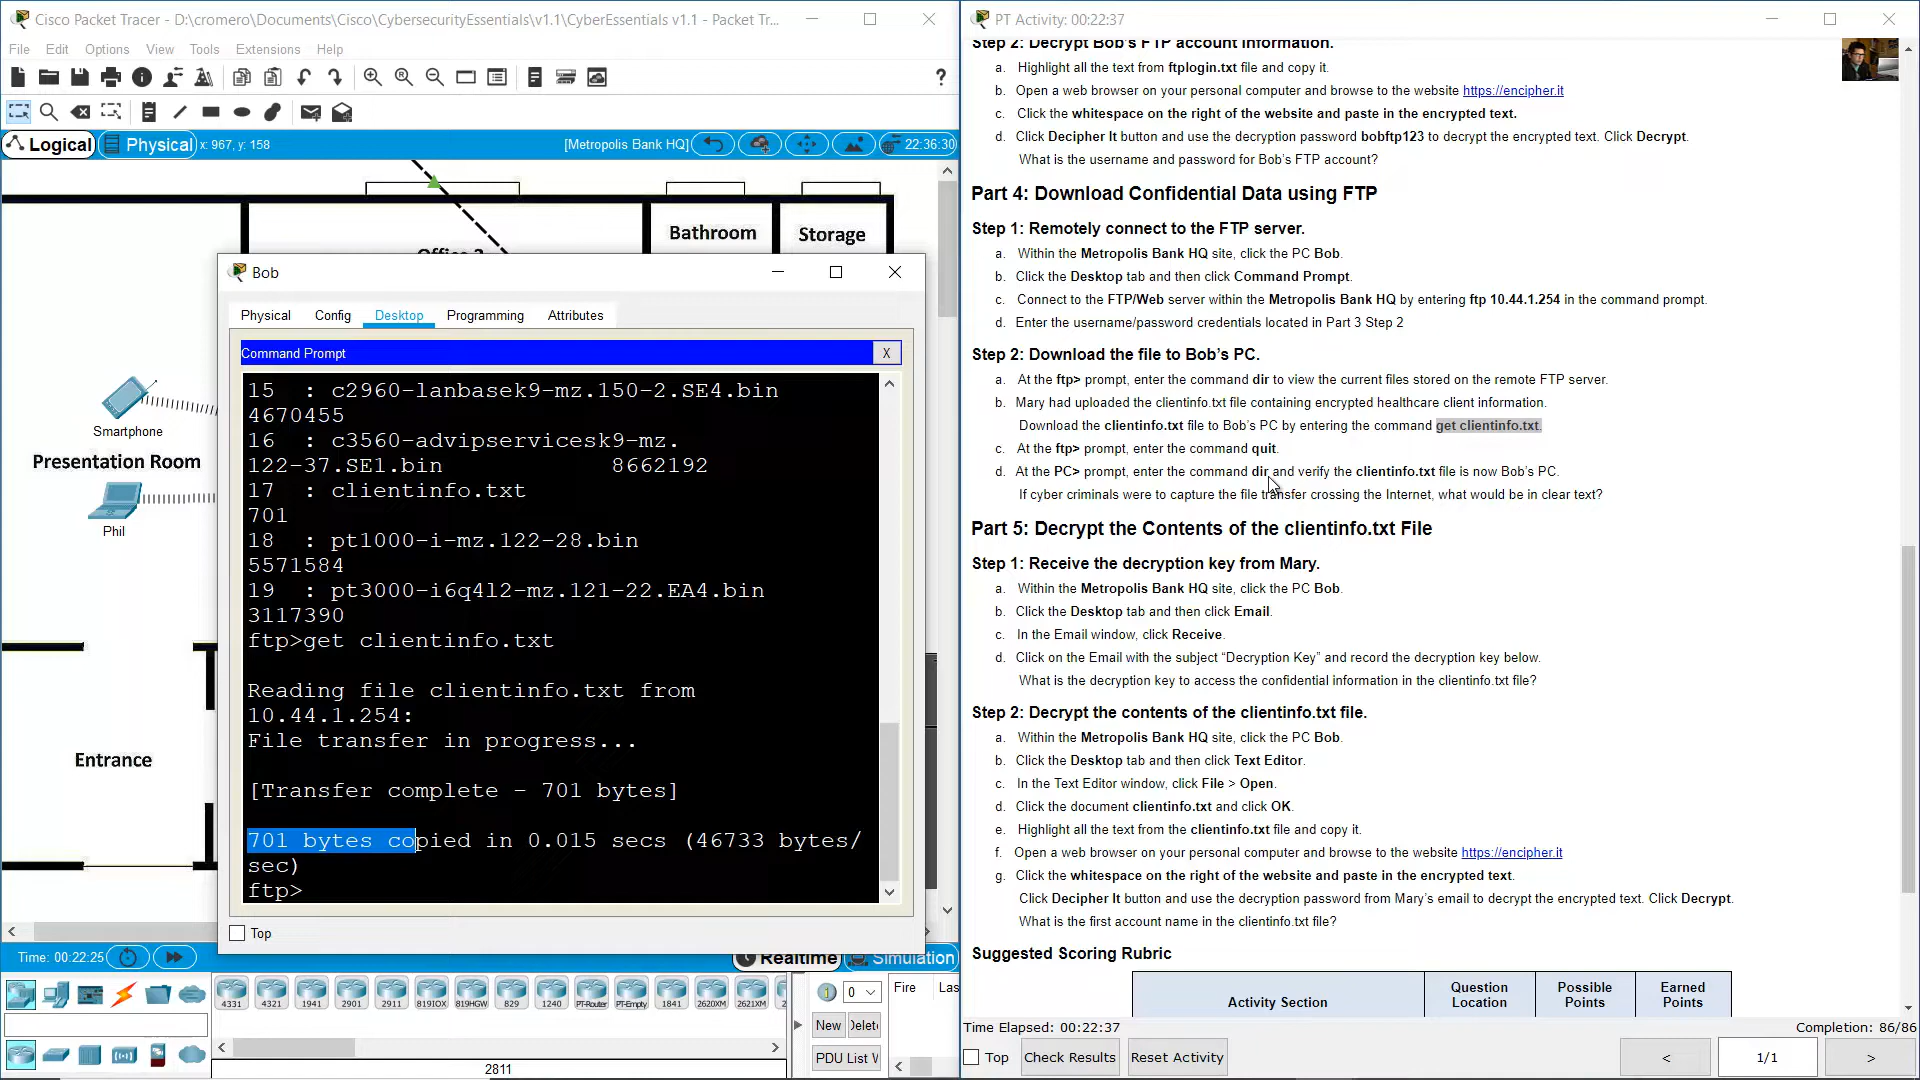 Cisco Packet Tracer - D:\cromero\Documents\Cisco\CybersecurityEssentials\v1.1\CyberEssentials v1.1 - Packet Tr...
File Edit Options View Tools Extensions Help
Logical Physical x: 967, y: 158 [Metropolis Bank HQ] 22:36:30
Bathroom
Storage
Smartphone
Presentation Room
Phil
Entrance
Bob
Physical Config Desktop Programming Attributes
Command Prompt X
15 : c2960-lanbasek9-mz.150-2.SE4.bin
4670455
16 : c3560-advipservicesk9-mz.
122-37.SE1.bin 8662192
17 : clientinfo.txt
701
18 : pt1000-i-mz.122-28.bin
5571584
19 : pt3000-i6q4l2-mz.121-22.EA4.bin
3117390
ftp>get clientinfo.txt
Reading file clientinfo.txt from
10.44.1.254:
File transfer in progress...
[Transfer complete - 701 bytes]
701 bytes copied in 0.015 secs (46733 bytes/
sec)
ftp>
Top
Time: 00:22:25 Realtime Simulation
4331 4321 1941 2901 2911 819IOX 819HGW 829 1240 PT-Router PT-Empty 1841 2620XM 2621XM 2
2811
0 Fire Las
New Delet
PDU List W
PT Activity: 00:22:37
Step 2: Decrypt Bob's FTP account information.
a. Highlight all the text from ftplogin.txt file and copy it.
b. Open a web browser on your personal computer and browse to the website https://encipher.it
c. Click the whitespace on the right of the website and paste in the encrypted text.
d. Click Decipher It button and use the decryption password bobftp123 to decrypt the encrypted text. Click Decrypt.
What is the username and password for Bob's FTP account?
Part 4: Download Confidential Data using FTP
Step 1: Remotely connect to the FTP server.
a. Within the Metropolis Bank HQ site, click the PC Bob.
b. Click the Desktop tab and then click Command Prompt.
c. Connect to the FTP/Web server within the Metropolis Bank HQ by entering ftp 10.44.1.254 in the command prompt.
d. Enter the username/password credentials located in Part 3 Step 2
Step 2: Download the file to Bob's PC.
a. At the ftp> prompt, enter the command dir to view the current files stored on the remote FTP server.
b. Mary had uploaded the clientinfo.txt file containing encrypted healthcare client information.
Download the clientinfo.txt file to Bob's PC by entering the command get clientinfo.txt.
c. At the ftp> prompt, enter the command quit.
d. At the PC> prompt, enter the command dir and verify the clientinfo.txt file is now Bob's PC.
If cyber criminals were to capture the file transfer crossing the Internet, what would be in clear text?
Part 5: Decrypt the Contents of the clientinfo.txt File
Step 1: Receive the decryption key from Mary.
a. Within the Metropolis Bank HQ site, click the PC Bob.
b. Click the Desktop tab and then click Email.
c. In the Email window, click Receive.
d. Click on the Email with the subject “Decryption Key” and record the decryption key below.
What is the decryption key to access the confidential information in the clientinfo.txt file?
Step 2: Decrypt the contents of the clientinfo.txt file.
a. Within the Metropolis Bank HQ site, click the PC Bob.
b. Click the Desktop tab and then click Text Editor.
c. In the Text Editor window, click File > Open.
d. Click the document clientinfo.txt and click OK.
e. Highlight all the text from the clientinfo.txt file and copy it.
f. Open a web browser on your personal computer and browse to the website https://encipher.it
g. Click the whitespace on the right of the website and paste in the encrypted text.
Click Decipher It button and use the decryption password from Mary's email to decrypt the encrypted text. Click Decrypt.
What is the first account name in the clientinfo.txt file?
Suggested Scoring Rubric
Activity Section Question Location Possible Points Earned Points
Time Elapsed: 00:22:37 Completion: 86/86
Top Check Results Reset Activity < 1/1 >